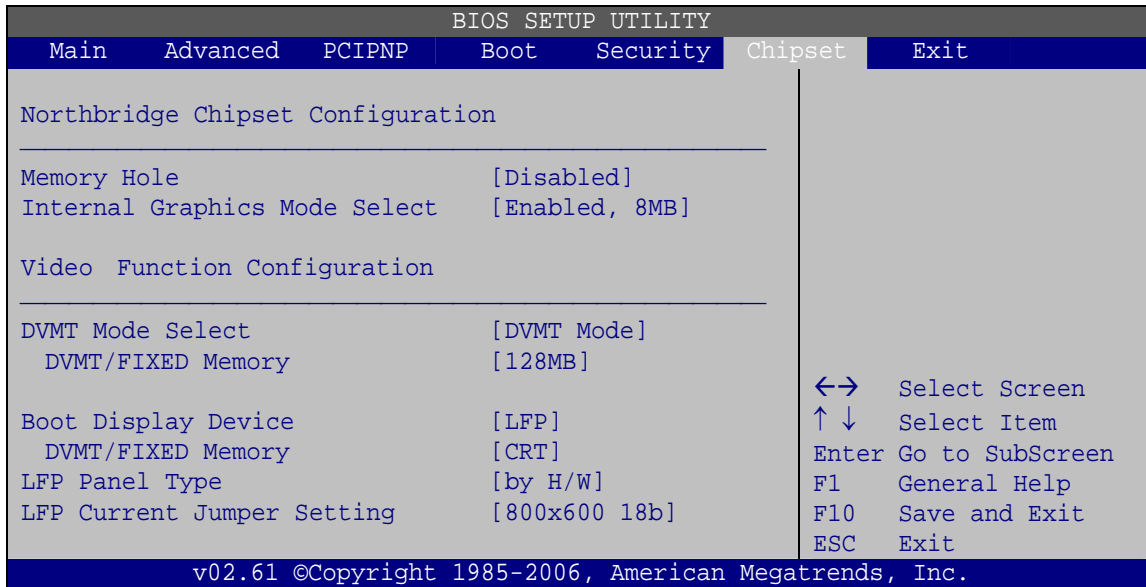 BIOS SETUP UTILITY
Main Advanced PCIPNP Boot Security Chipset Exit
Northbridge Chipset Configuration
Memory Hole [Disabled]
Internal Graphics Mode Select [Enabled, 8MB]
Video Function Configuration
DVMT Mode Select [DVMT Mode]
DVMT/FIXED Memory [128MB]
Boot Display Device [LFP]
DVMT/FIXED Memory [CRT]
LFP Panel Type [by H/W]
LFP Current Jumper Setting [800x600 18b]
←→ Select Screen
↑ ↓ Select Item
Enter Go to SubScreen
F1 General Help
F10 Save and Exit
ESC Exit
v02.61 ©Copyright 1985-2006, American Megatrends, Inc.